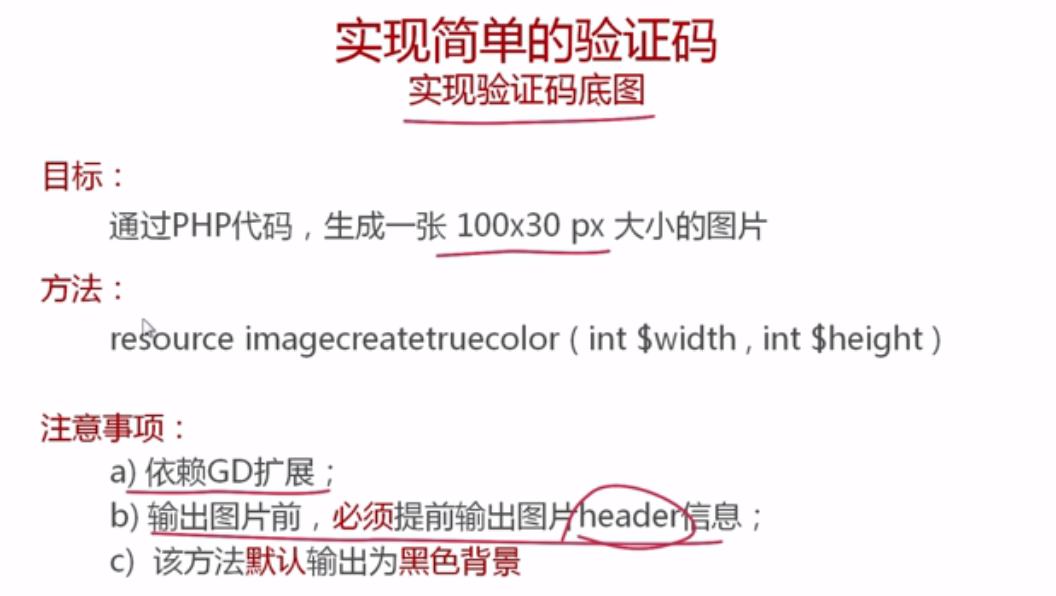 实现简单的验证码
实现验证码底图
目标：
通过PHP代码，生成一张 100x30 px 大小的图片
方法：
resource imagecreatetruecolor ( int $width , int $height )
注意事项：
a) 依赖GD扩展；
b) 输出图片前，必须提前输出图片header信息；
c) 该方法默认输出为黑色背景